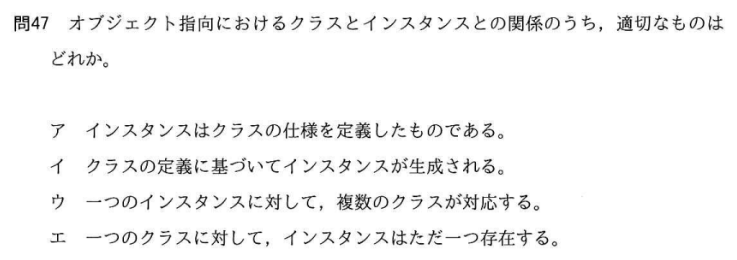 問47 オブジェクト指向におけるクラスとインスタンスとの関係のうち，適切なものは
どれか。
ア インスタンスはクラスの仕様を定義したものである。
イ クラスの定義に基づいてインスタンスが生成される。
ウ 一つのインスタンスに対して，複数のクラスが対応する。
エ 一つのクラスに対して，インスタンスはただ一つ存在する。